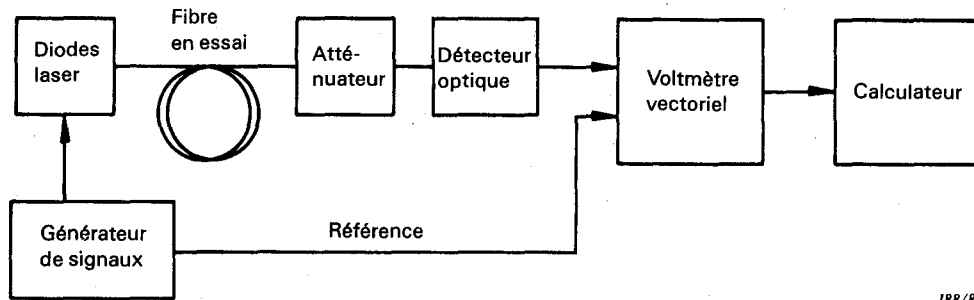 Diodes
laser
Fibre
en essai
Atté-
nuateur
Détecteur
optique
Voltmètre
vectoriel
Calculateur
Générateur
de signaux
Référence